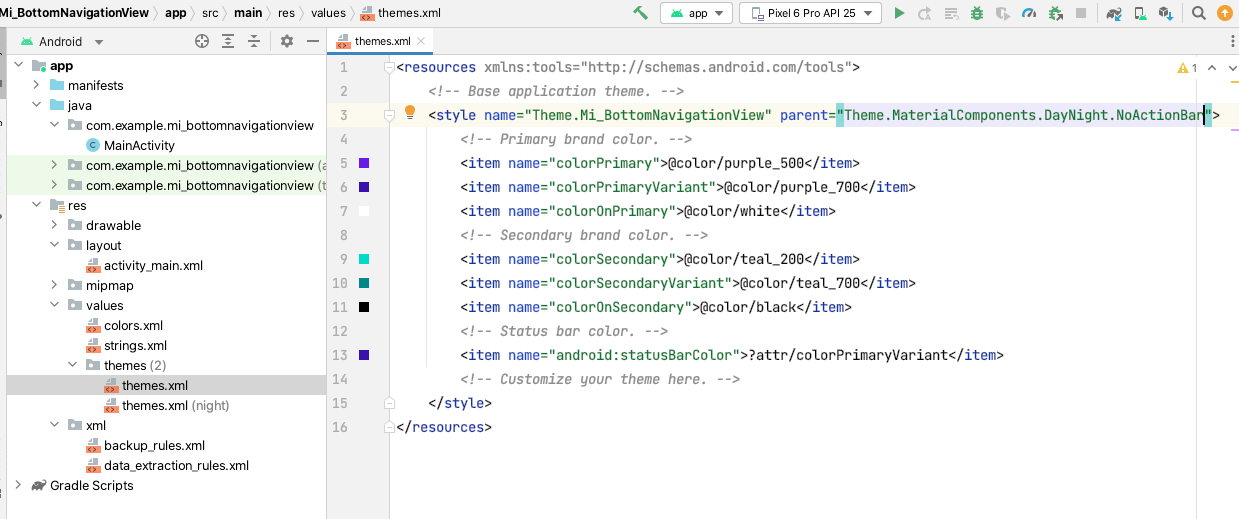 Mi_BottomNavigationView > app > src > main > res > values > themes.xml
app
Pixel 6 Pro API 25
Android
themes.xml
app
manifests
java
com.example.mi_bottomnavigationview
MainActivity
com.example.mi_bottomnavigationview (a
com.example.mi_bottomnavigationview (t
res
drawable
layout
activity_main.xml
mipmap
values
colors.xml
strings.xml
themes (2)
themes.xml
themes.xml (night)
xml
backup_rules.xml
data_extraction_rules.xml
Gradle Scripts
1 <resources xmlns:tools="http://schemas.android.com/tools"> 1
2 <!-- Base application theme. -->
3 <style name="Theme.Mi_BottomNavigationView" parent="Theme.MaterialComponents.DayNight.NoActionBar">
4 <!-- Primary brand color. -->
5 <item name="colorPrimary">@color/purple_500</item>
6 <item name="colorPrimaryVariant">@color/purple_700</item>
7 <item name="colorOnPrimary">@color/white</item>
8 <!-- Secondary brand color. -->
9 <item name="colorSecondary">@color/teal_200</item>
10 <item name="colorSecondaryVariant">@color/teal_700</item>
11 <item name="colorOnSecondary">@color/black</item>
12 <!-- Status bar color. -->
13 <item name="android:statusBarColor">?attr/colorPrimaryVariant</item>
14 <!-- Customize your theme here. -->
15 </style>
16 </resources>